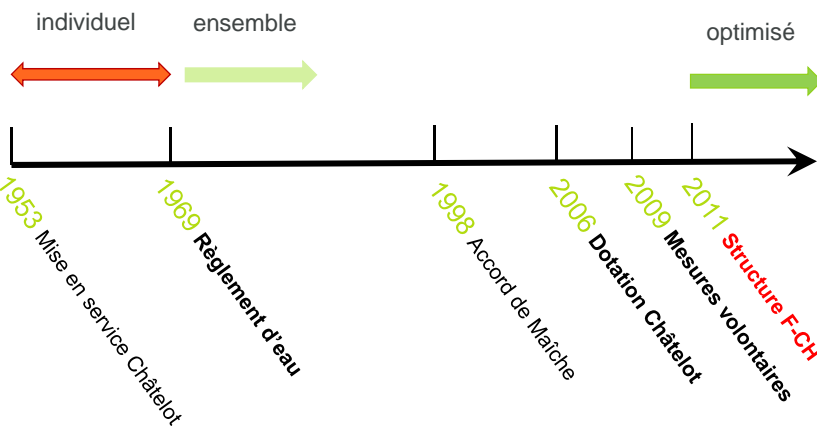 individuel
ensemble
optimisé
1953 Mise en service Châtelot
1969 Règlement d'eau
1998 Accord de Maîche
2006 Dotation Châtelot
2009 Mesures volontaires
2011 Structure F-CH